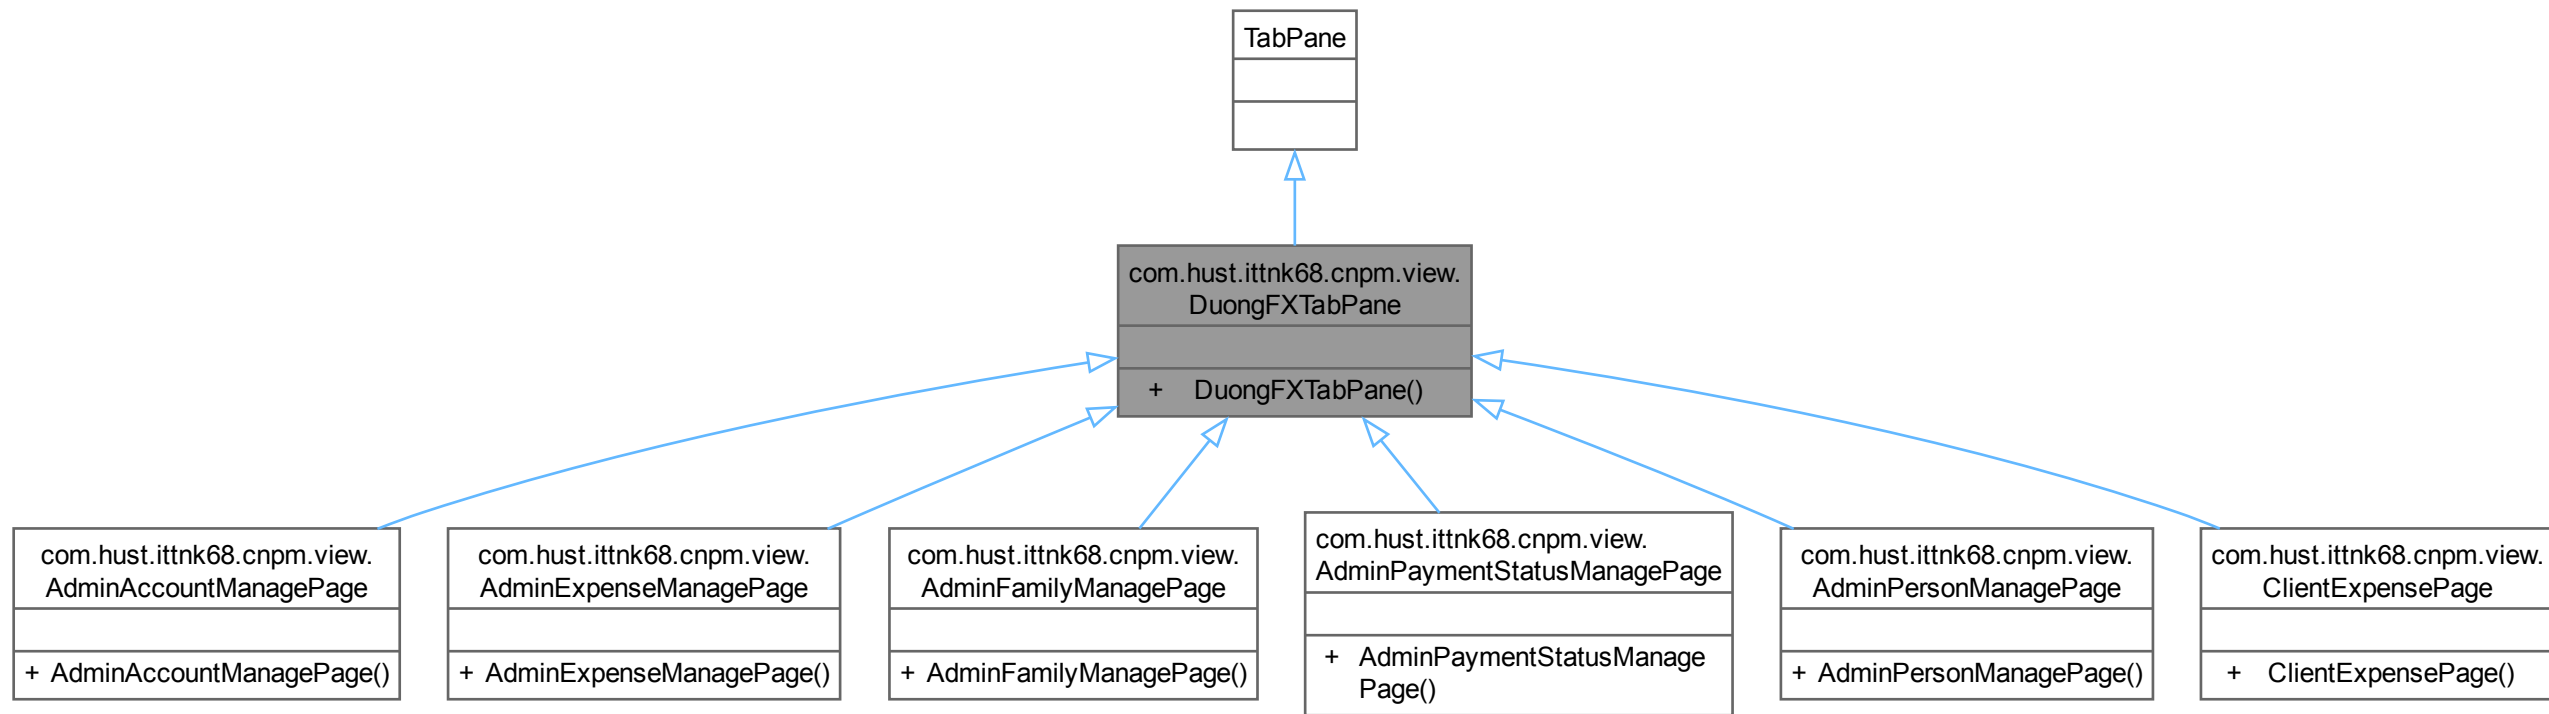 TabPane
com.hust.ittnk68.cnpm.view.
DuongFXTabPane
+ DuongFXTabPane()
com.hust.ittnk68.cnpm.view.
AdminAccountManagePage
+ AdminAccountManagePage()
com.hust.ittnk68.cnpm.view.
AdminExpenseManagePage
+ AdminExpenseManagePage()
com.hust.ittnk68.cnpm.view.
AdminFamilyManagePage
+ AdminFamilyManagePage()
com.hust.ittnk68.cnpm.view.
AdminPaymentStatusManagePage
+ AdminPaymentStatusManage
Page()
com.hust.ittnk68.cnpm.view.
AdminPersonManagePage
+ AdminPersonManagePage()
com.hust.ittnk68.cnpm.view.
ClientExpensePage
+ ClientExpensePage()